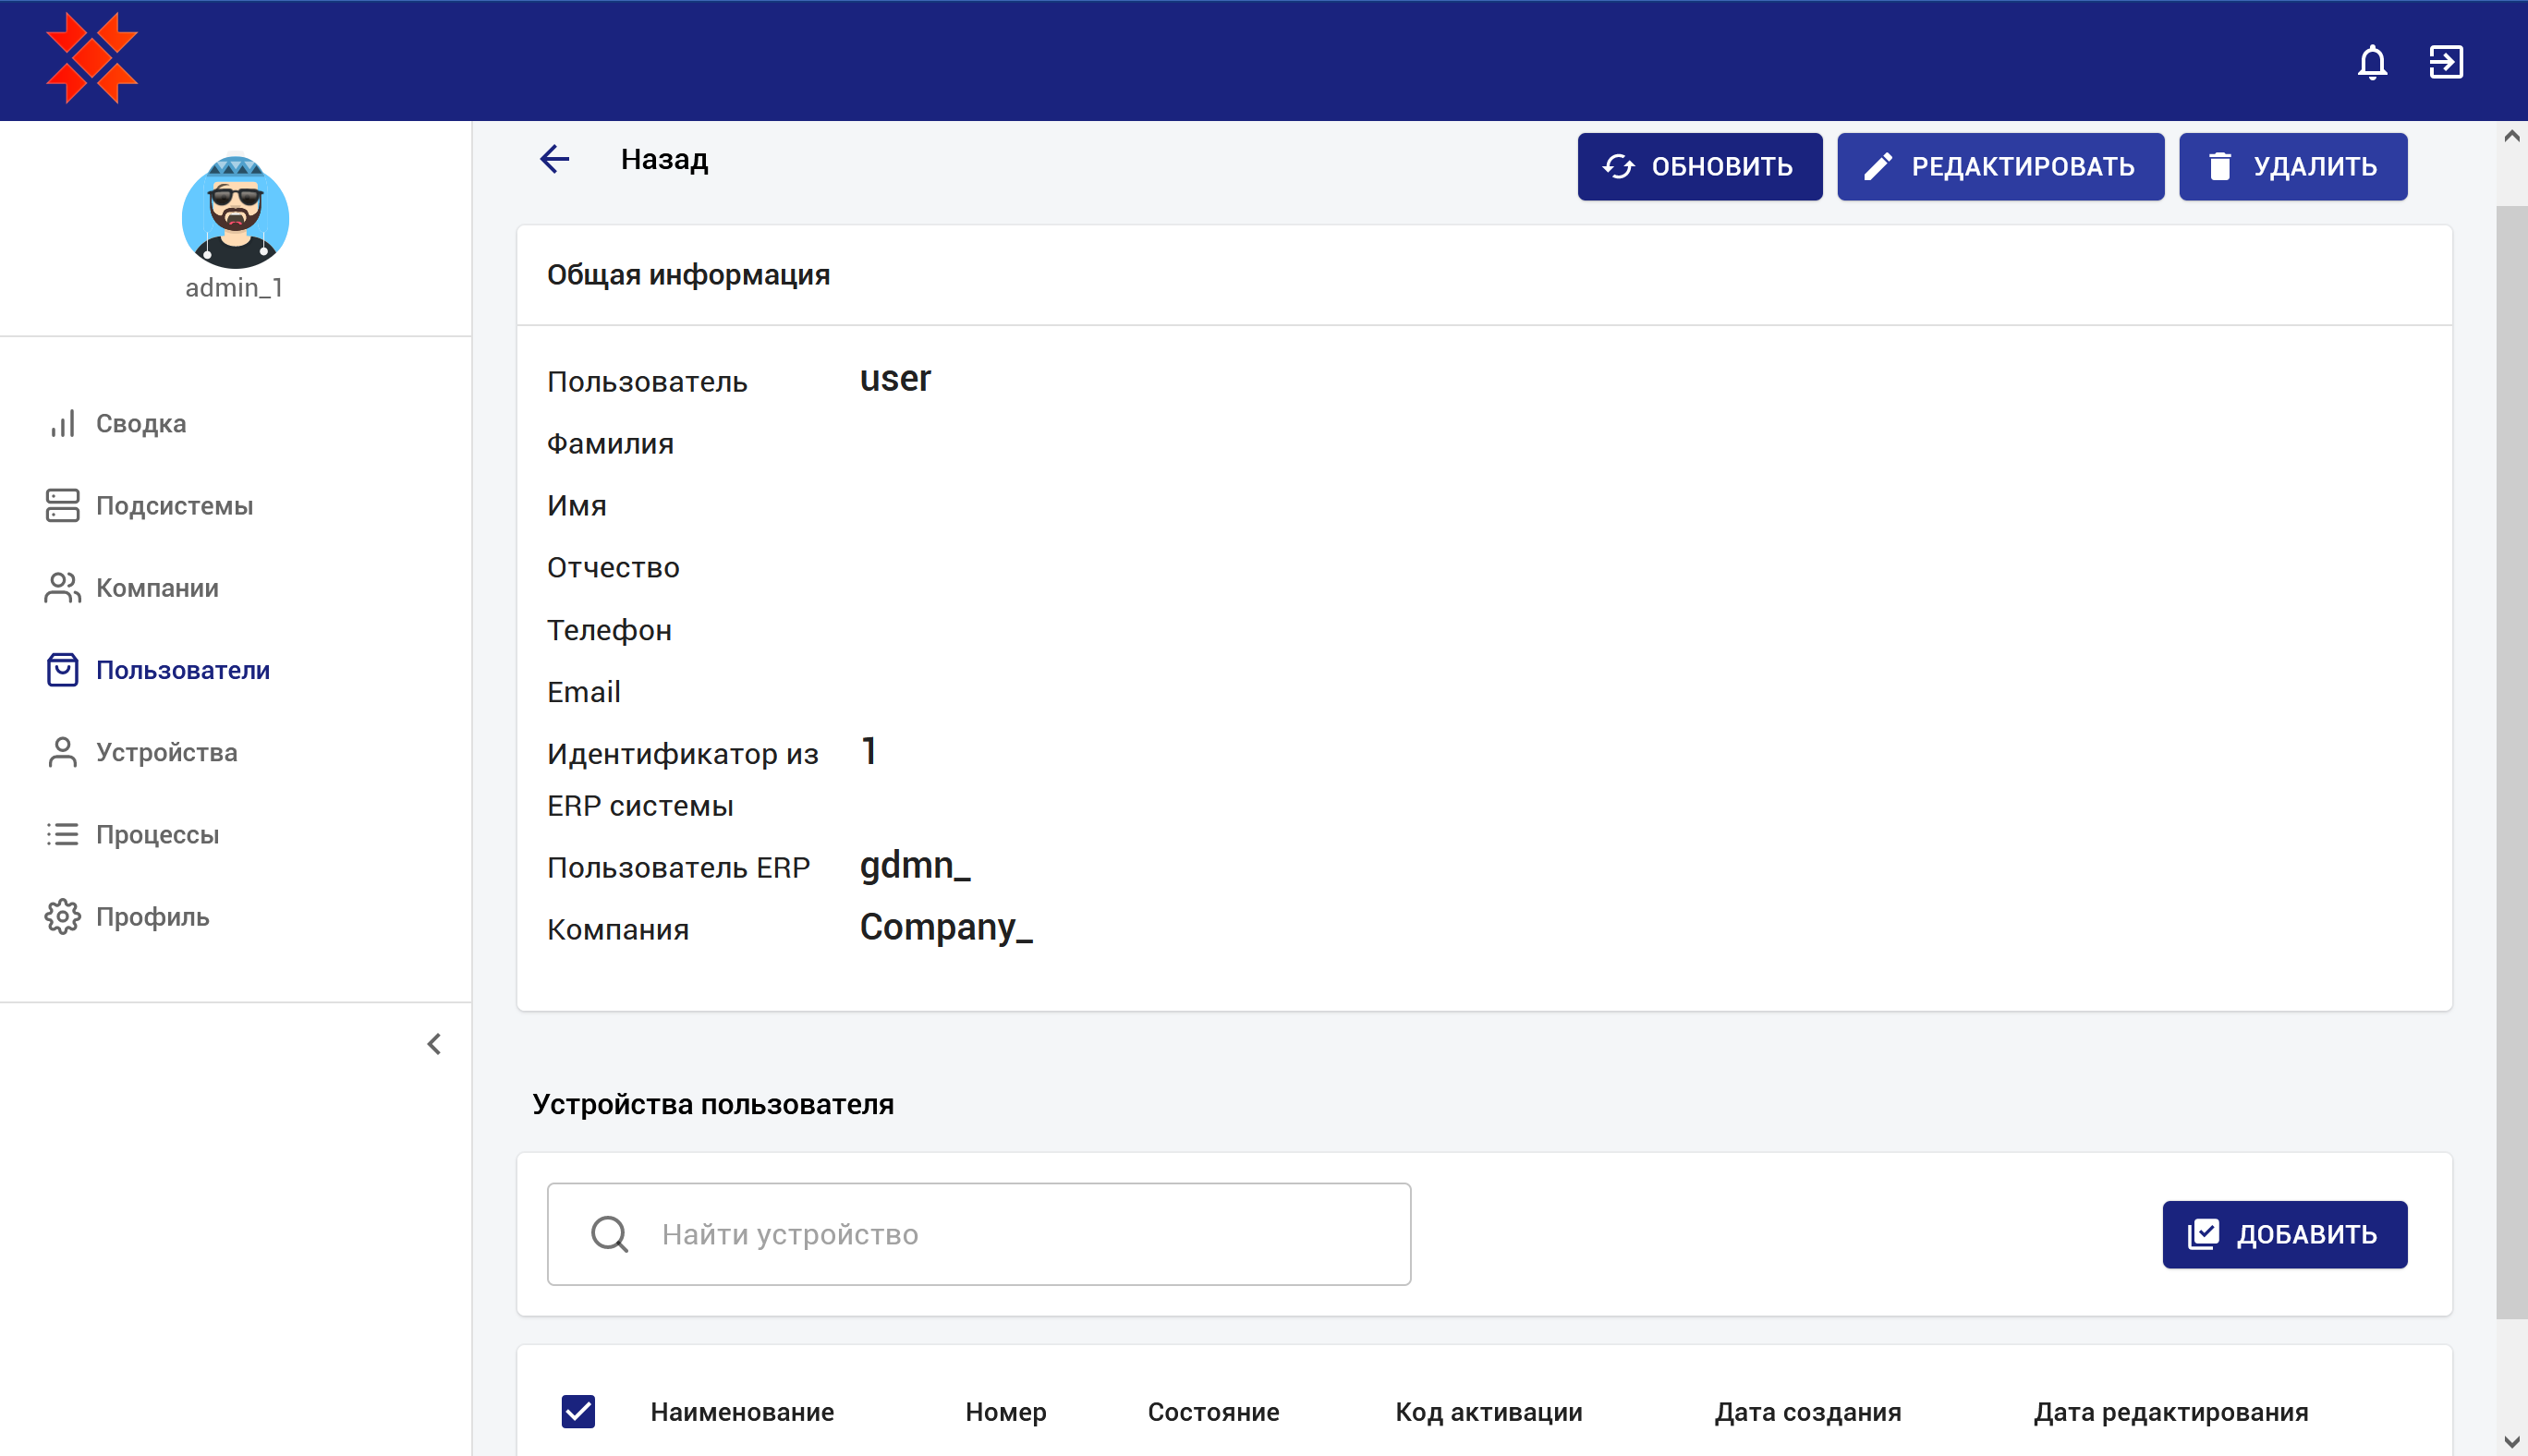 admin_1
Сводка
Подсистемы
Компании
Пользователи
Устройства
Процессы
Профиль
Назад
ОБНОВИТЬ
РЕДАКТИРОВАТЬ
УДАЛИТЬ
Общая информация
Пользователь user
Фамилия
Имя
Отчество
Телефон
Email
Идентификатор из 1
ERP системы
Пользователь ERP gdmn_
Компания Company_
Устройства пользователя
Найти устройство
ДОБАВИТЬ
Наименование Номер Состояние Код активации Дата создания Дата редактирования